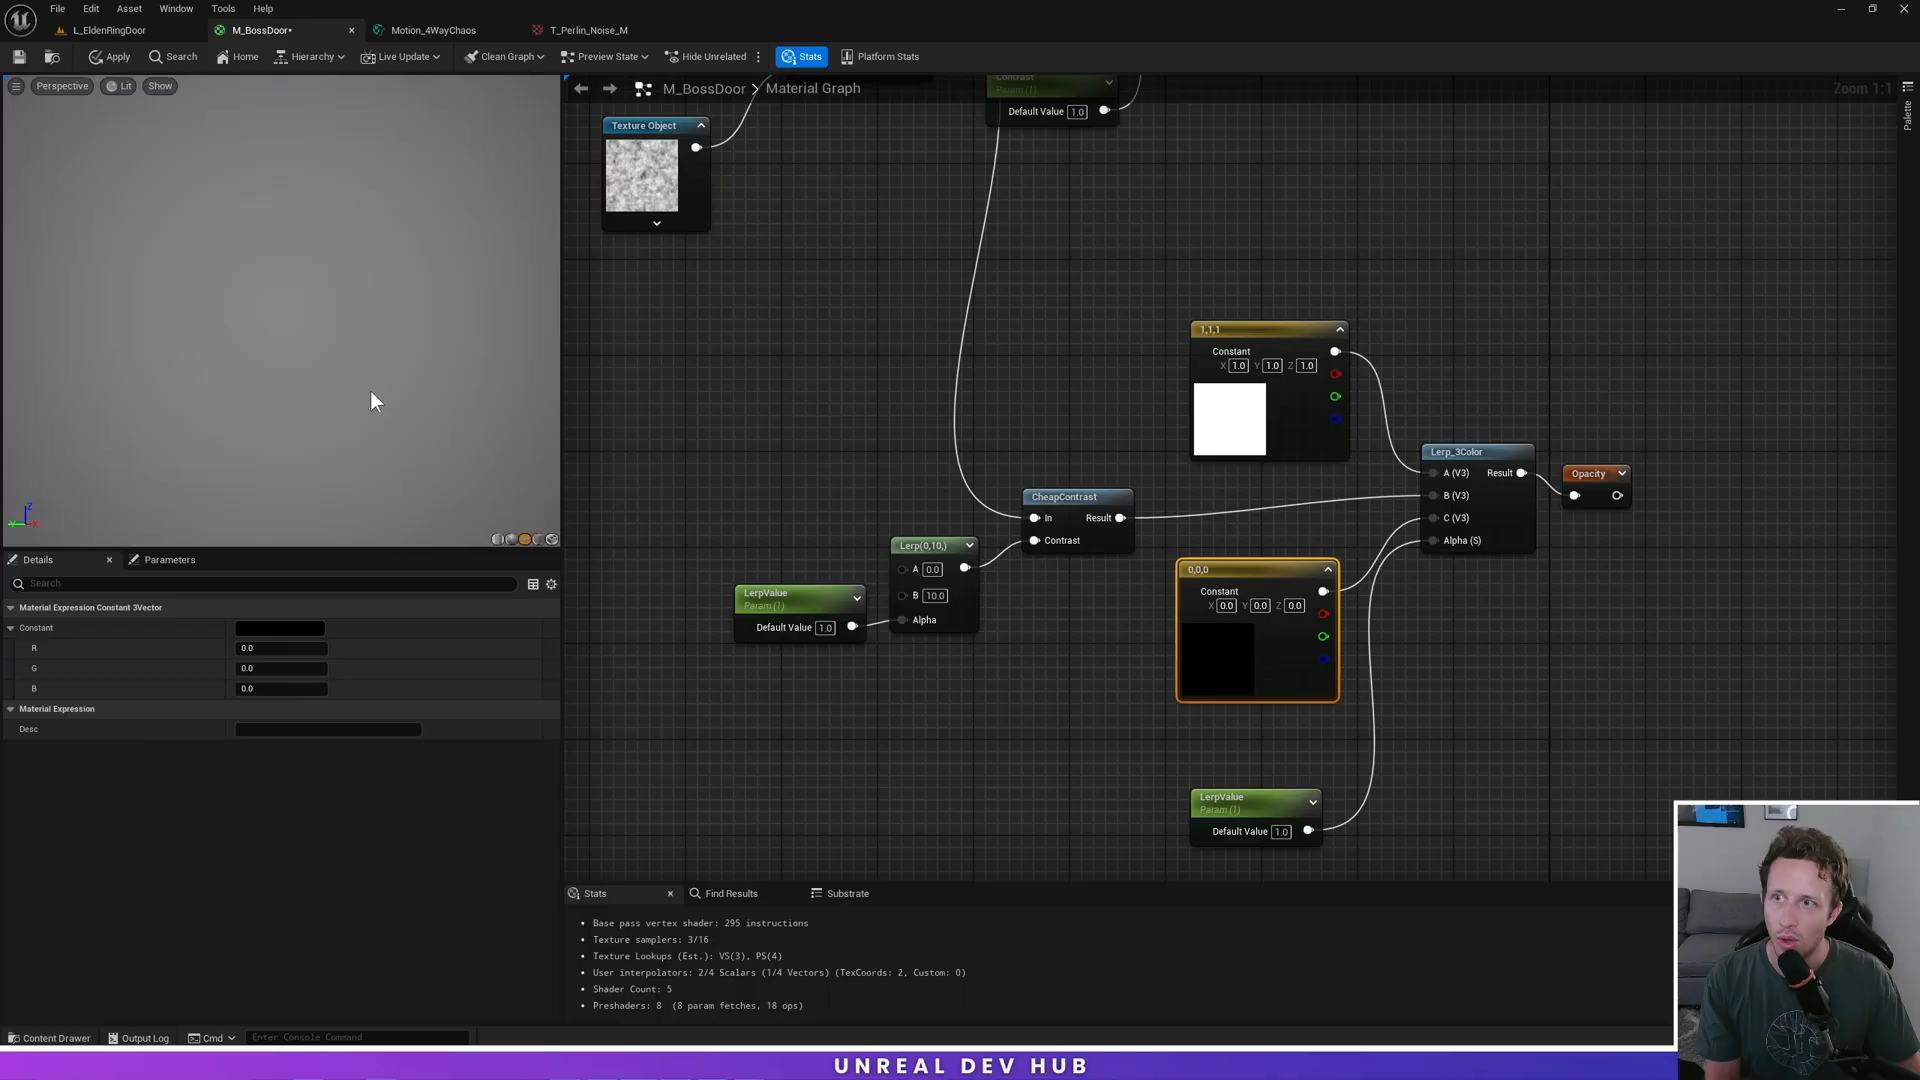 File Edit Asset Window Tools Help
L_EldenRingDoor M_BossDoor• Motion_4WayChaos T_Perlin_Noise_M
Apply Search Home Hierarchy Live Update Clean Graph Preview State Hide Unrelated Stats Platform Stats
Perspective Lit Show
M_BossDoor > Material Graph
Zoom 1:1
Palette
Contrast
Param (1)
Default Value 1.0
Texture Object
1,1,1
Constant
X 1.0 Y 1.0 Z 1.0
Lerp_3Color
A (V3) Result
B (V3)
C (V3)
Alpha (S)
Opacity
CheapContrast
In Result
Contrast
Lerp(0,10,)
A 0.0
B 10.0
Alpha
LerpValue
Param (1)
Default Value 1.0
0,0,0
Constant
X 0.0 Y 0.0 Z 0.0
LerpValue
Param (1)
Default Value 1.0
Details Parameters
Search
Material Expression Constant 3Vector
Constant
R 0.0
G 0.0
B 0.0
Material Expression
Desc
Stats Find Results Substrate
• Base pass vertex shader: 295 instructions
• Texture samplers: 3/16
• Texture Lookups (Est.): VS(3), PS(4)
• User interpolators: 2/4 Scalars (1/4 Vectors) (TexCoords: 2, Custom: 0)
• Shader Count: 5
• Preshaders: 8 (8 param fetches, 18 ops)
Content Drawer Output Log Cmd Enter Console Command
UNREAL DEV HUB